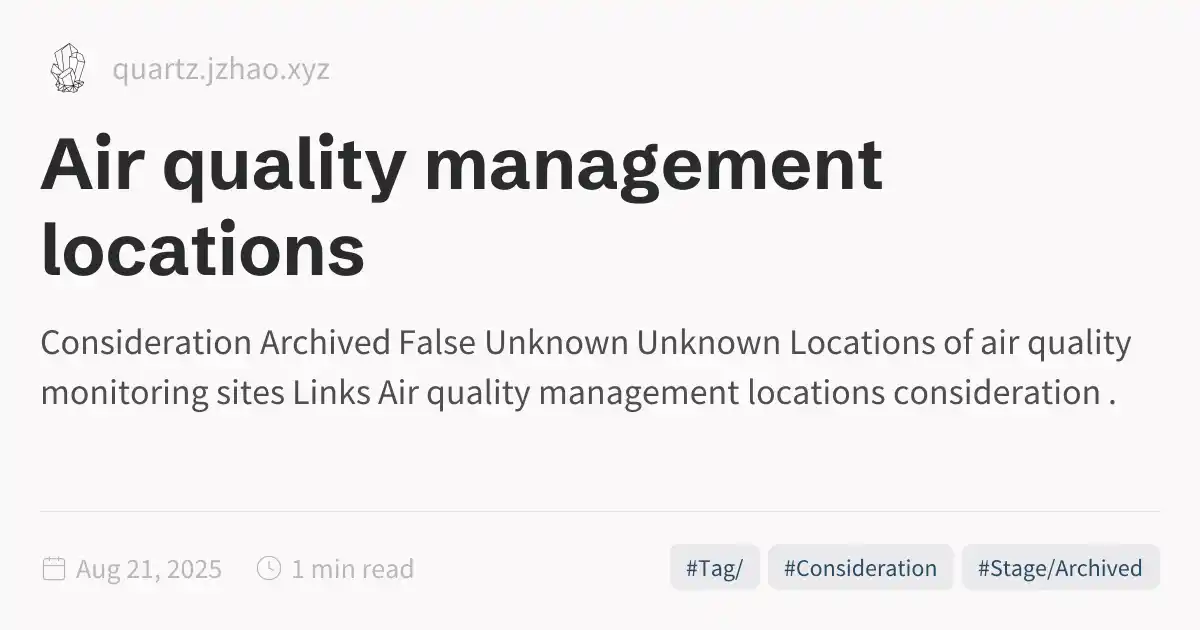 quartz.jzhao.xyz
Air quality management
locations
Consideration Archived False Unknown Unknown Locations of air quality
monitoring sites Links Air quality management locations consideration .
Aug 21, 2025
1 min read
#Tag/
#Consideration
#Stage/Archived